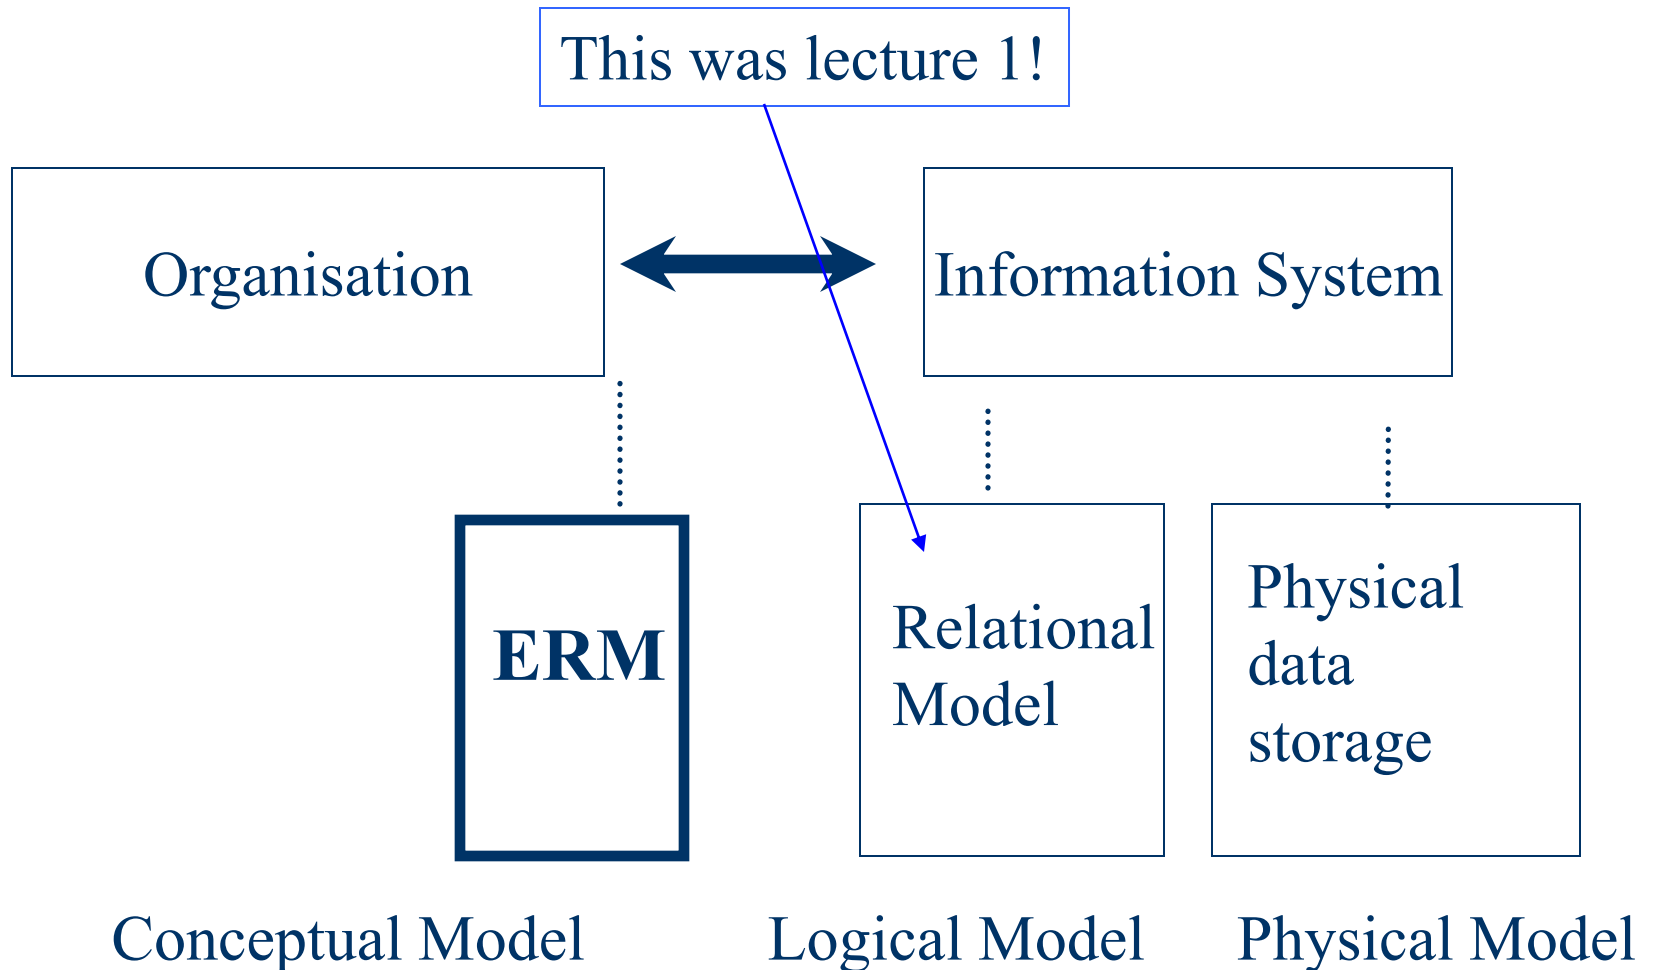 This was lecture 1!
Organisation
Information System
ERM
Relational
Model
Physical
data
storage
Conceptual Model
Logical Model
Physical Model